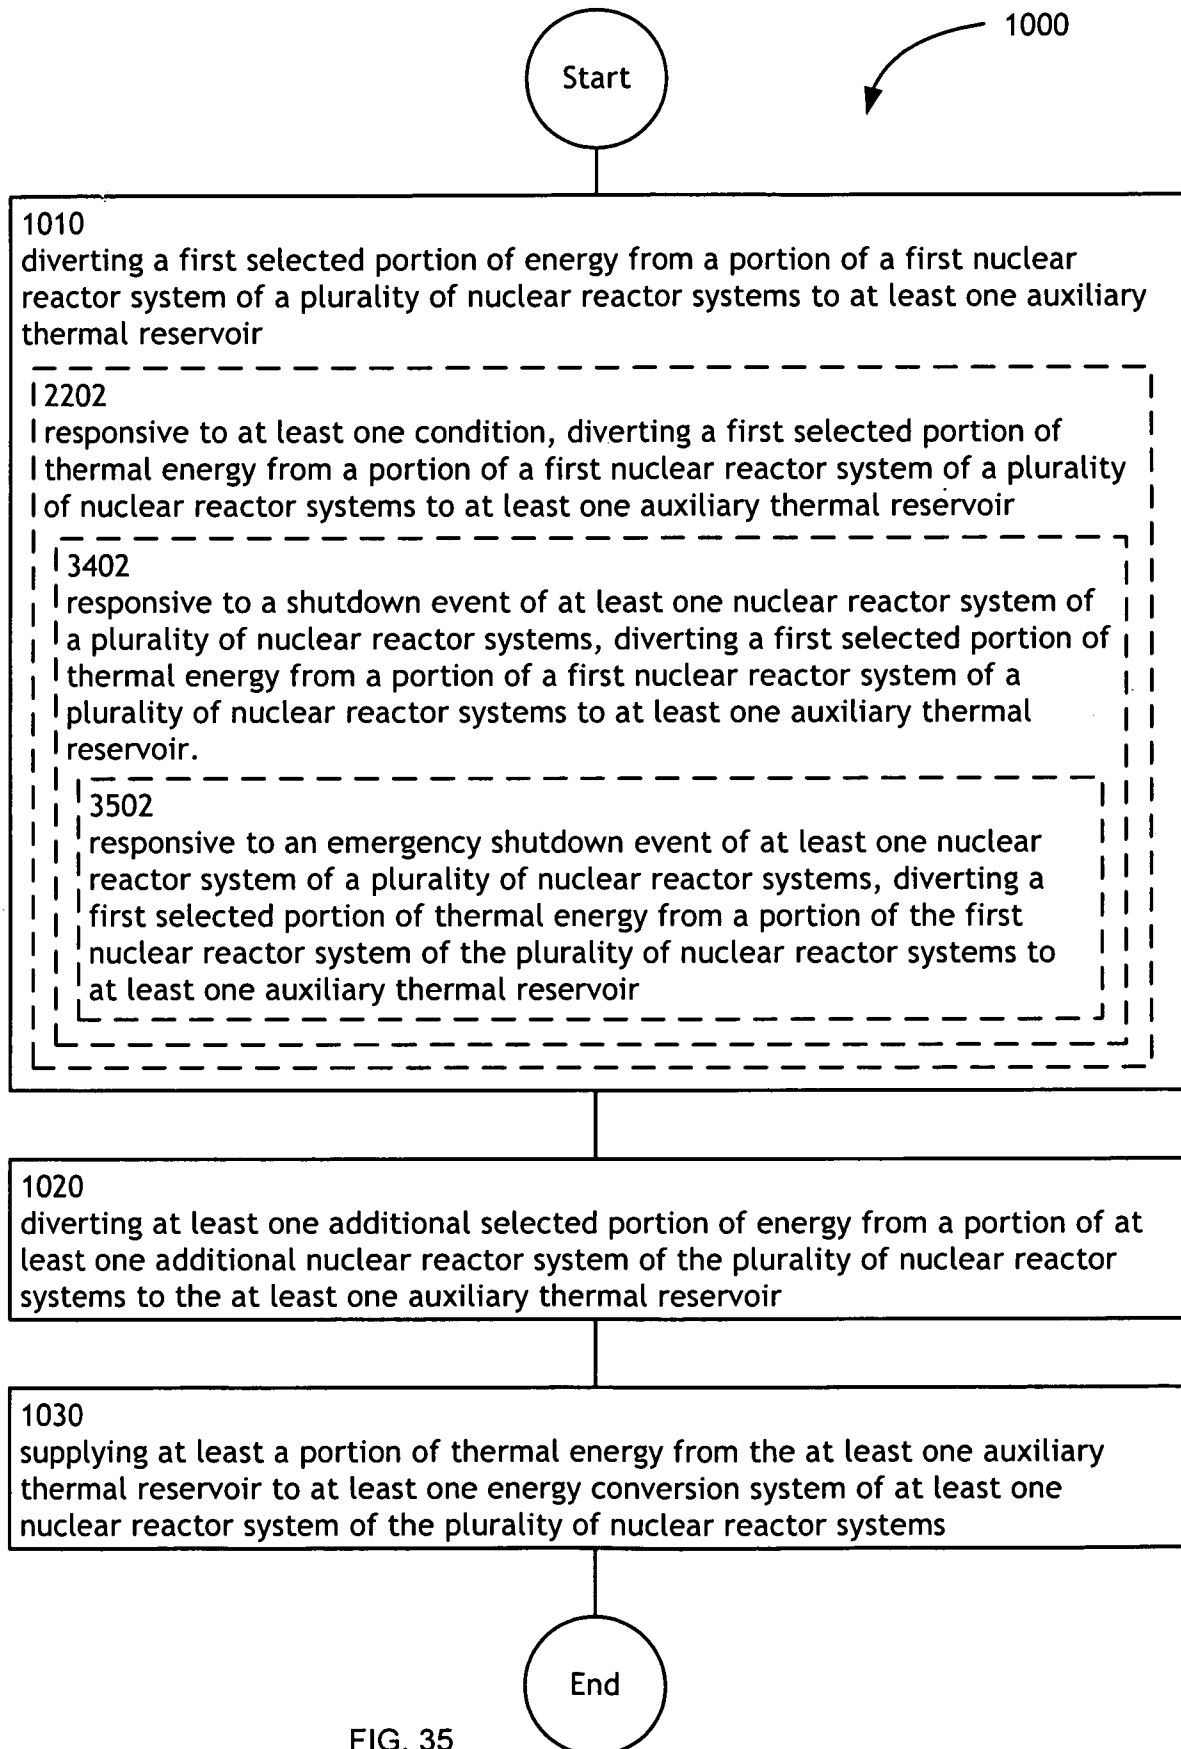 1000
Start
1010
diverting a first selected portion of energy from a portion of a first nuclear
reactor system of a plurality of nuclear reactor systems to at least one auxiliary
thermal reservoir
2202
responsive to at least one condition, diverting a first selected portion of
thermal energy from a portion of a first nuclear reactor system of a plurality
of nuclear reactor systems to at least one auxiliary thermal reservoir
3402
responsive to a shutdown event of at least one nuclear reactor system of
a plurality of nuclear reactor systems, diverting a first selected portion of
thermal energy from a portion of a first nuclear reactor system of a
plurality of nuclear reactor systems to at least one auxiliary thermal
reservoir.
3502
responsive to an emergency shutdown event of at least one nuclear
reactor system of a plurality of nuclear reactor systems, diverting a
first selected portion of thermal energy from a portion of the first
nuclear reactor system of the plurality of nuclear reactor systems to
at least one auxiliary thermal reservoir
1020
diverting at least one additional selected portion of energy from a portion of at
least one additional nuclear reactor system of the plurality of nuclear reactor
systems to the at least one auxiliary thermal reservoir
1030
supplying at least a portion of thermal energy from the at least one auxiliary
thermal reservoir to at least one energy conversion system of at least one
nuclear reactor system of the plurality of nuclear reactor systems
End
FIG. 35